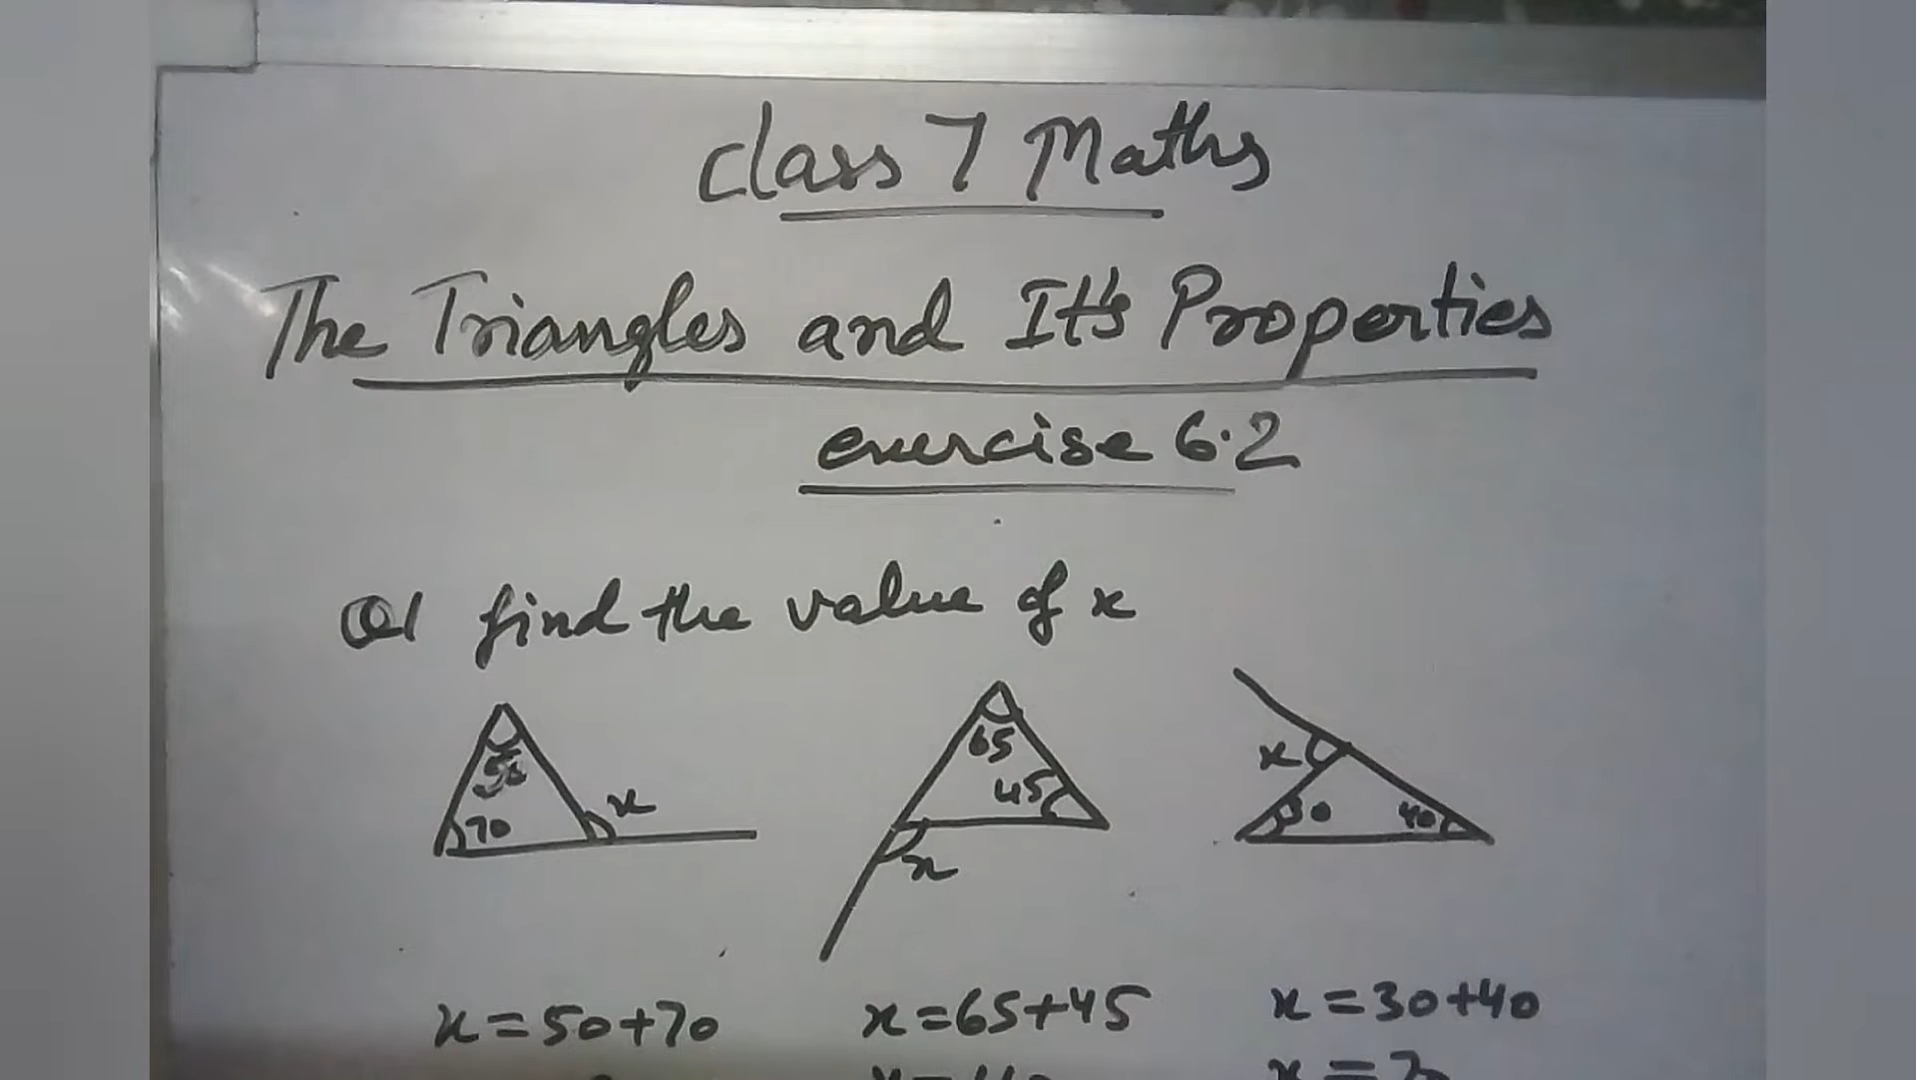 Class 7 Maths
The Triangles and It's Properties
exercise 6.2
Q1 find the value of x
50
70
x
65
45
x
x
30
40
x=50+70
x=65+45
x=30+40